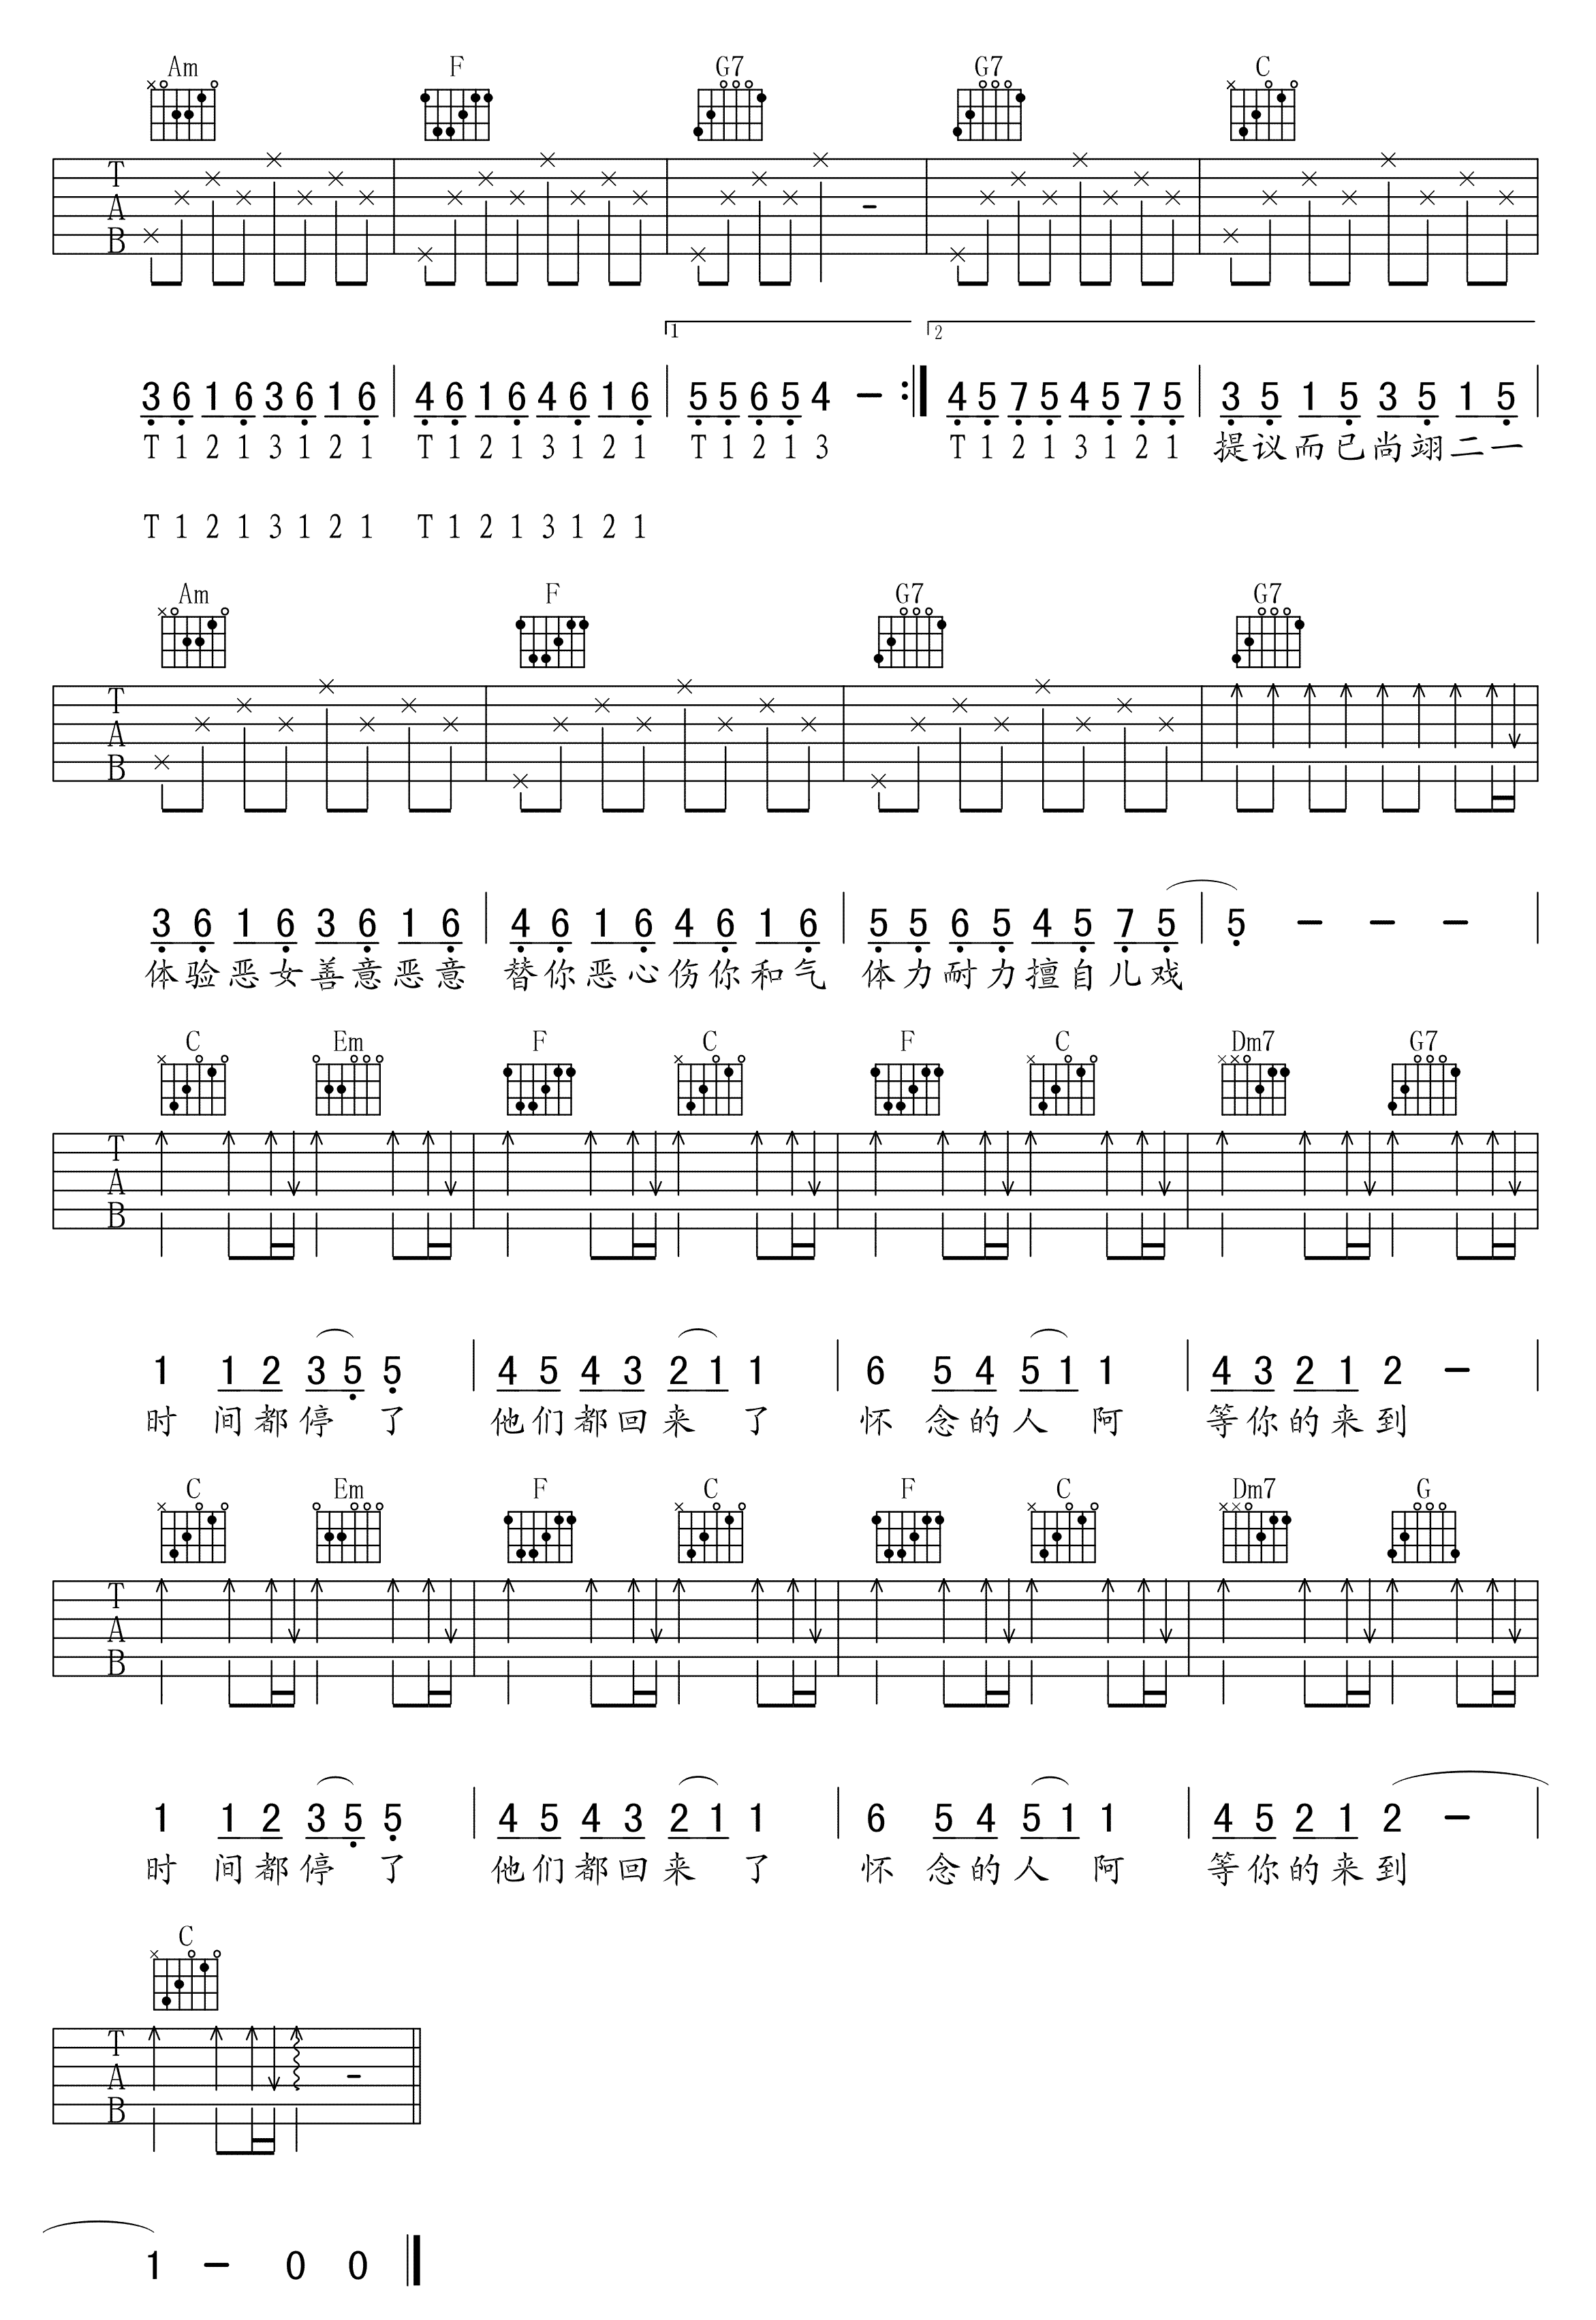 Am F G7 G7 C
T A B
1 2
3 6 1 6 3 6 1 6 | 4 6 1 6 4 6 1 6 | 5 5 6 5 4 – :| 4 5 7 5 4 5 7 5 | 3 5 1 5 3 5 1 5 |
T 1 2 1 3 1 2 1 T 1 2 1 3 1 2 1 T 1 2 1 3 T 1 2 1 3 1 2 1 提议而已尚翊二一
T 1 2 1 3 1 2 1 T 1 2 1 3 1 2 1
Am F G7 G7
T A B
3 6 1 6 3 6 1 6 | 4 6 1 6 4 6 1 6 | 5 5 6 5 4 5 7 5 | 5 – – – |
体验恶女善意恶意 替你恶心伤你和气 体力耐力擅自儿戏
C Em F C F C Dm7 G7
T A B
1 1 2 3 5 5 | 4 5 4 3 2 1 1 | 6 5 4 5 1 1 | 4 3 2 1 2 – |
时 间都停 了 他们都回来 了 怀 念的人 阿 等你的来到
C Em F C F C Dm7 G
T A B
1 1 2 3 5 5 | 4 5 4 3 2 1 1 | 6 5 4 5 1 1 | 4 5 2 1 2 – |
时 间都停 了 他们都回来 了 怀 念的人 阿 等你的来到
C
T A B
1 – 0 0